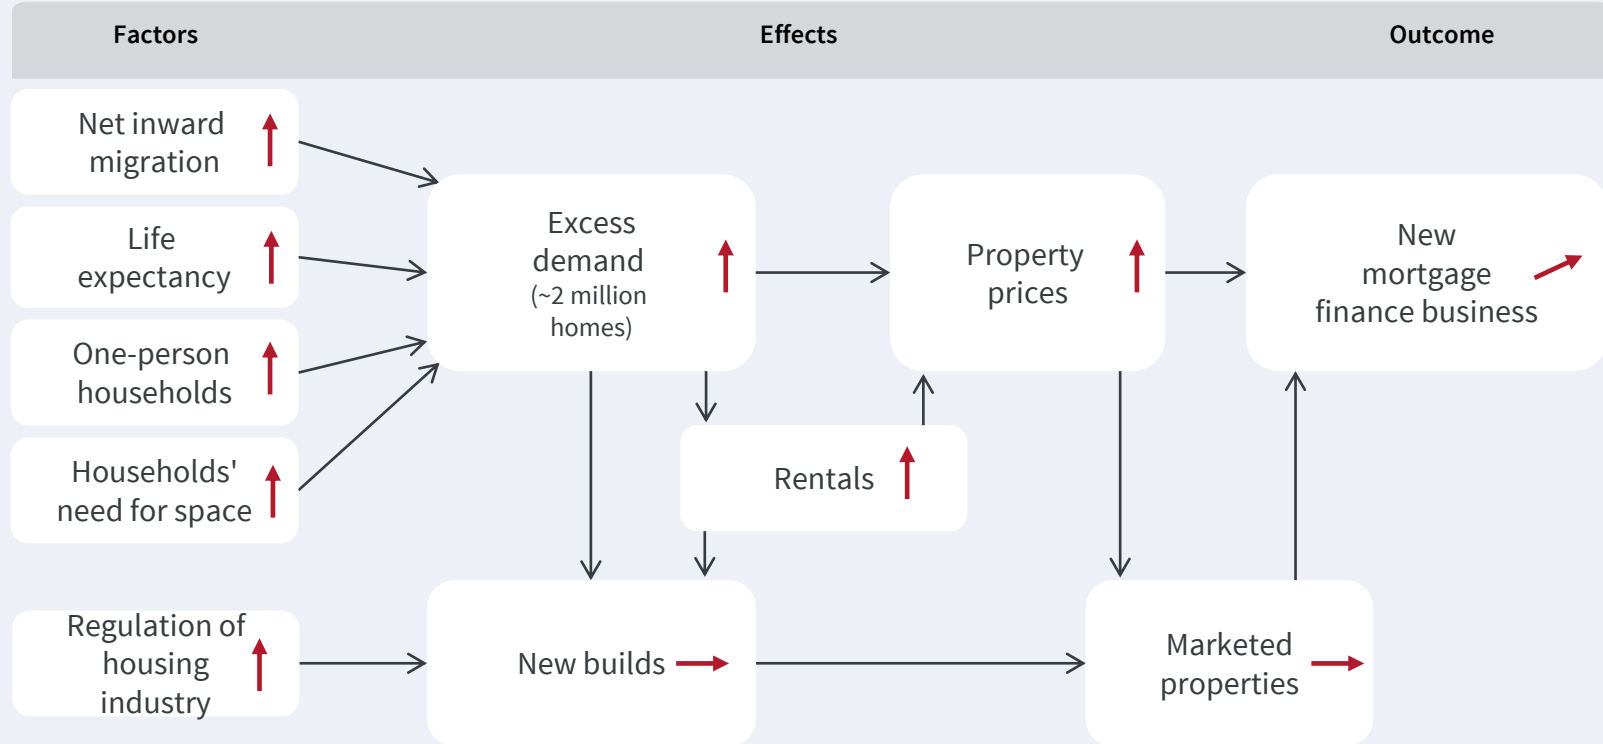 Factors
Effects
Outcome
Net inward
migration
Life
expectancy
One-person
households
Households'
need for space
Regulation of
housing
industry
Excess
demand
(~2 million
homes)
Rentals
New builds
Property
prices
Marketed
properties
New
mortgage
finance business